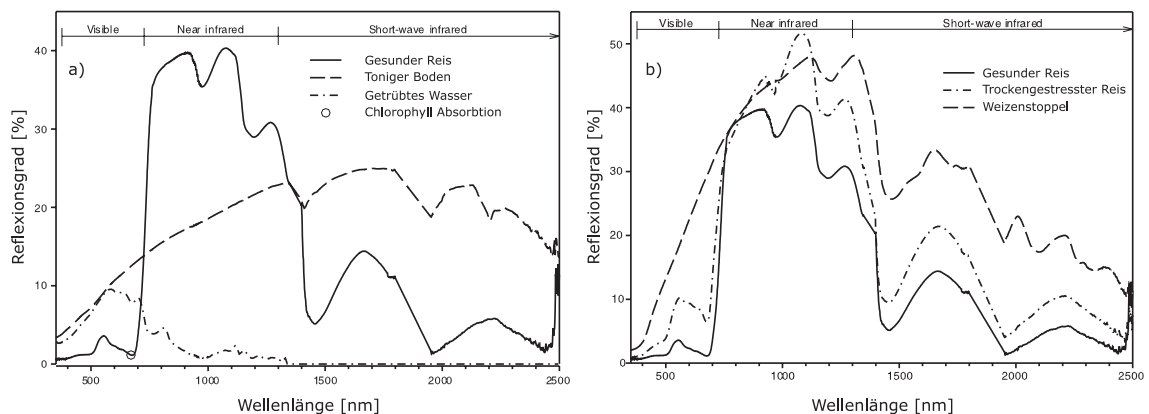 Visible Near infrared Short-wave infrared
a)
Gesunder Reis
Toniger Boden
Getrübtes Wasser
Chlorophyll Absorbtion
Reflexionsgrad [%]
40
30
20
10
0
500 1000 1500 2000 2500
Wellenlänge [nm]
Visible Near infrared Short-wave infrared
b)
Gesunder Reis
Trockengestresster Reis
Weizenstoppel
Reflexionsgrad [%]
50
40
30
20
10
0
500 1000 1500 2000 2500
Wellenlänge [nm]